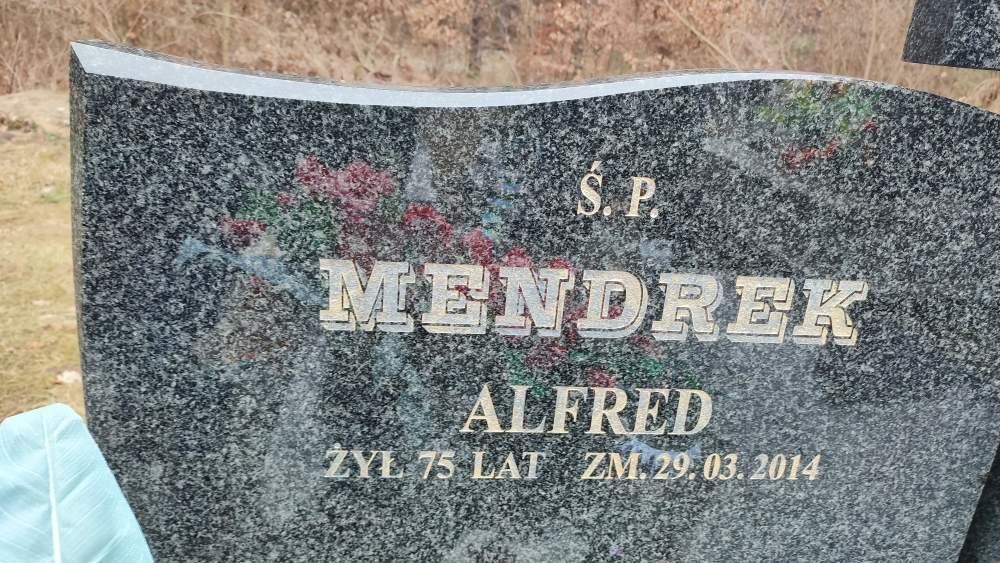 Ś. P.
MENDREK
ALFRED
ŻYŁ 75 LAT ZM. 29.03.2014